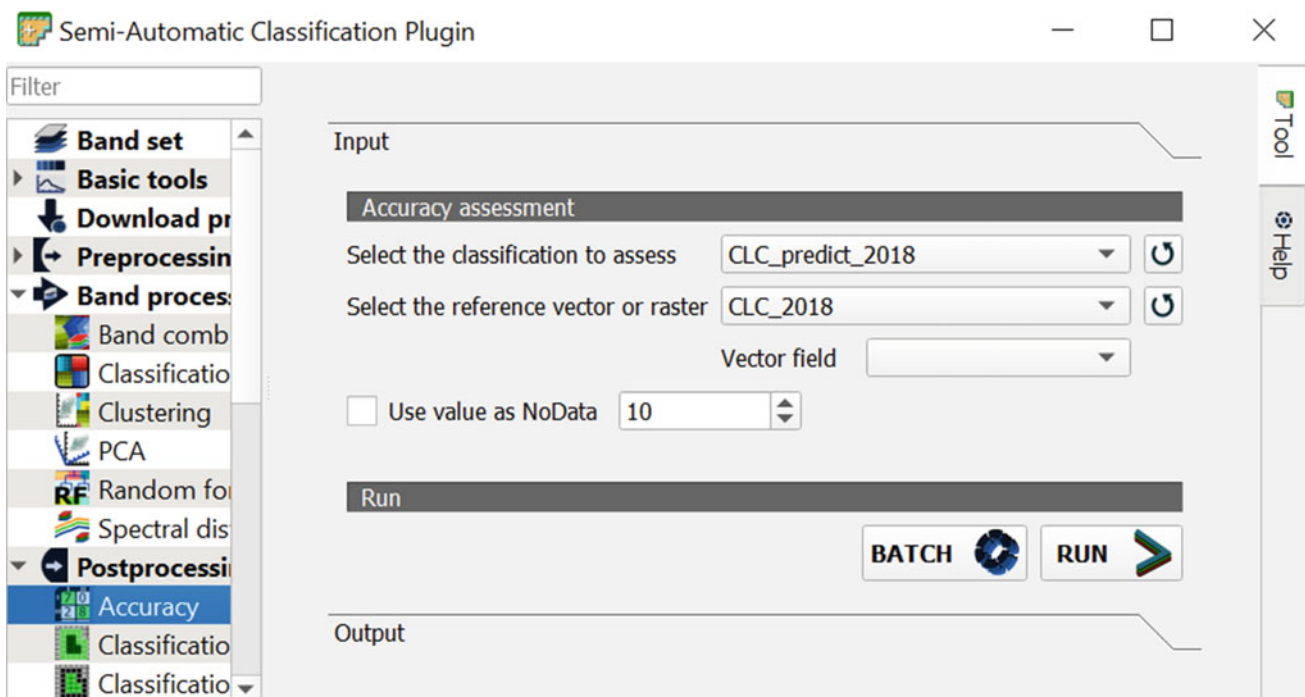 Semi-Automatic Classification Plugin
Filter
Band set
Basic tools
Download pr
Preprocessin
Band proces
Band comb
Classificatio
Clustering
PCA
RF Random fo
Spectral dis
Postprocessi
Accuracy
Classificatio
Classificatio
Input
Accuracy assessment
Select the classification to assess CLC_predict_2018
Select the reference vector or raster CLC_2018
Vector field
Use value as NoData 10
Run
BATCH RUN
Output
Tool
Help